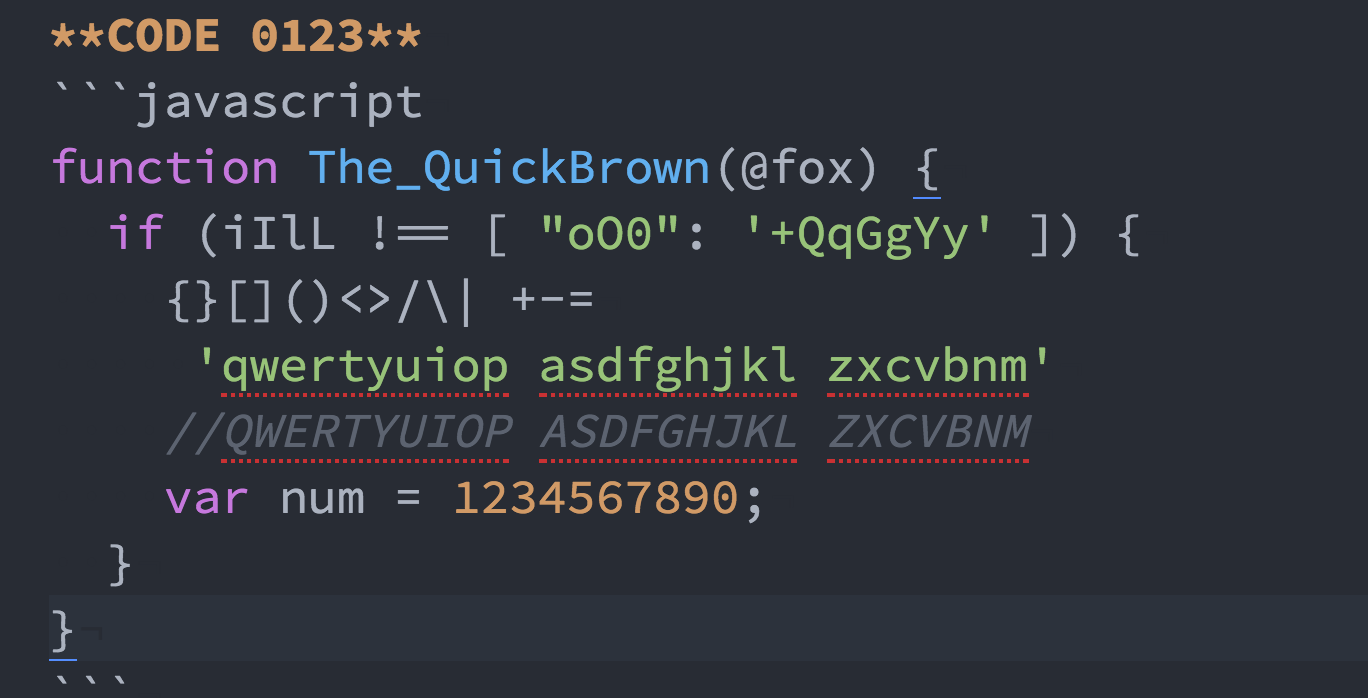 **CODE 0123**
```javascript
function The_QuickBrown(@fox) {
  if (iIlL !== [ "oO0": '+QqGgYy' ]) {
    {}[]()<>/\| +-=
     'qwertyuiop asdfghjkl zxcvbnm'
    //QWERTYUIOP ASDFGHJKL ZXCVBNM
    var num = 1234567890;
  }
}¬
```